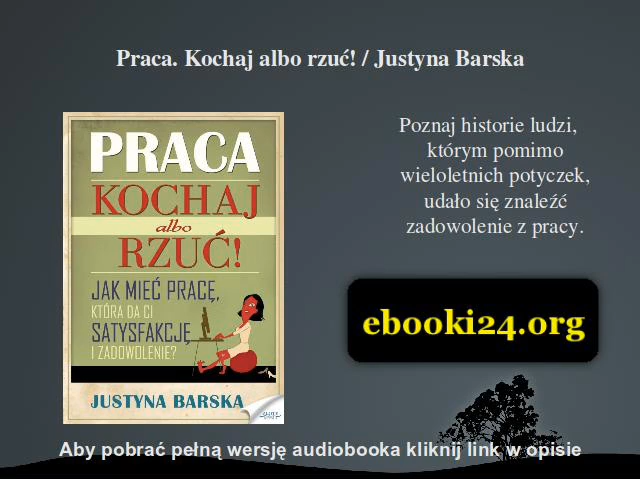 Praca. Kochaj albo rzuć! / Justyna Barska
PRACA
KOCHAJ
albo
RZUĆ!
JAK MIEĆ PRACĘ,
KTÓRA DA CI
SATYSFAKCJĘ
I ZADOWOLENIE?
JUSTYNA BARSKA
Poznaj historie ludzi,
którym pomimo
wieloletnich potyczek,
udało się znaleźć
zadowolenie z pracy.
ebooki24.org
Aby pobrać pełną wersję audiobooka kliknij link w opisie